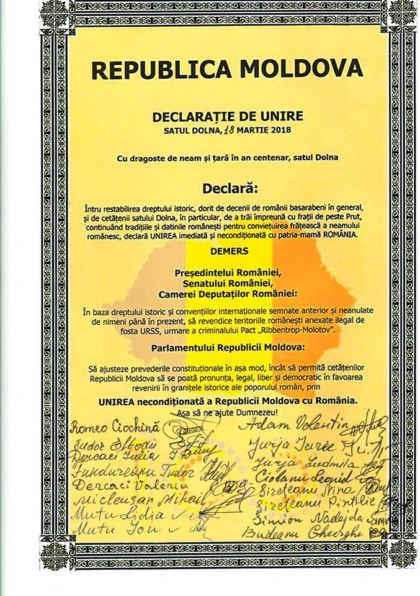 REPUBLICA MOLDOVA
DECLARAȚIE DE UNIRE
SATUL DOLNA, 18 MARTIE 2018
Cu dragoste de neam și țară în an centenar, satul Dolna
Declară:
Întru restabilirea dreptului istoric, dorit de decenii de românii basarabeni în general,
și de cetățenii satului Dolna, în particular, de a trăi împreună cu frații de peste Prut,
continuând tradițiile și datinile românești pentru conviețuirea frățească a neamului
românesc, declară UNIREA imediată și necondiționată cu patria-mamă ROMÂNIA.
DEMERS
Președintelui României,
Senatului României,
Camerei Deputaților României:
În baza dreptului istoric și convențiilor internaționale semnate anterior și neanulate
de nimeni până în prezent, să revendice teritoriile românești anexate ilegal de
fosta URSS, urmare a criminalului Pact „Ribbentrop-Molotov".
Parlamentului Republicii Moldova:
Să ajusteze prevederile constituționale în așa mod, încât să permită cetățenilor
Republicii Moldova să se poată pronunța, legal, liber și democratic în favoarea
revenirii în granițele istorice ale poporului român, prin
UNIREA necondiționată a Republicii Moldova cu România.
Așa să ne ajute Dumnezeu!
Romeo Ciochină
Adam Valentin
Tudor
Iurja Iurie
Dercaci Iulia
Iurja Ludmila
Fundureanu Tudor
Ciobanu Leonid
Dercaci Valeriu
Sirețeanu Nina
Micleușan Mihail
Sirețeanu Pintilie
Mutu Lidia
Simion Nadejda
Mutu Ion
Budeanu Gheorghe